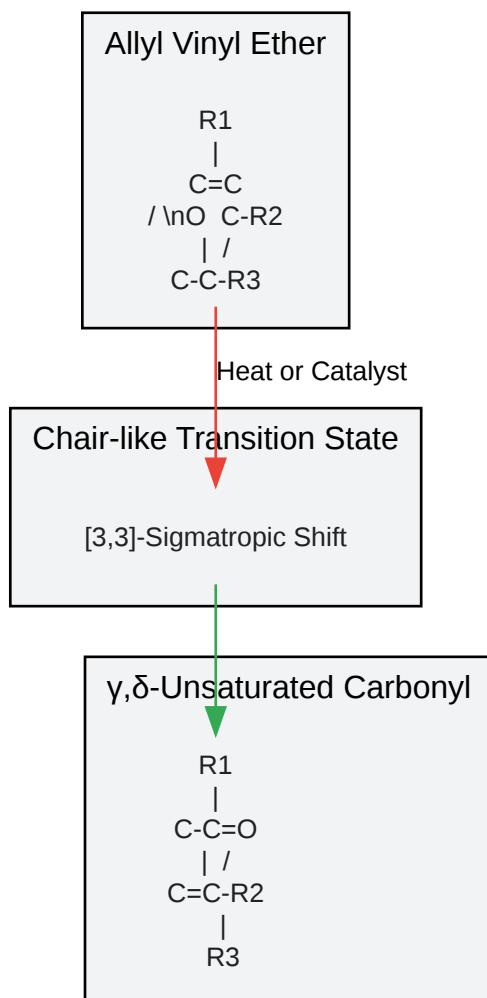 Allyl Vinyl Ether
R1
|
C=C
/ \nO  C-R2
|  /
C-C-R3
Heat or Catalyst
Chair-like Transition State
[3,3]-Sigmatropic Shift
γ,δ-Unsaturated Carbonyl
R1
|
C-C=O
|  /
C=C-R2
|
R3